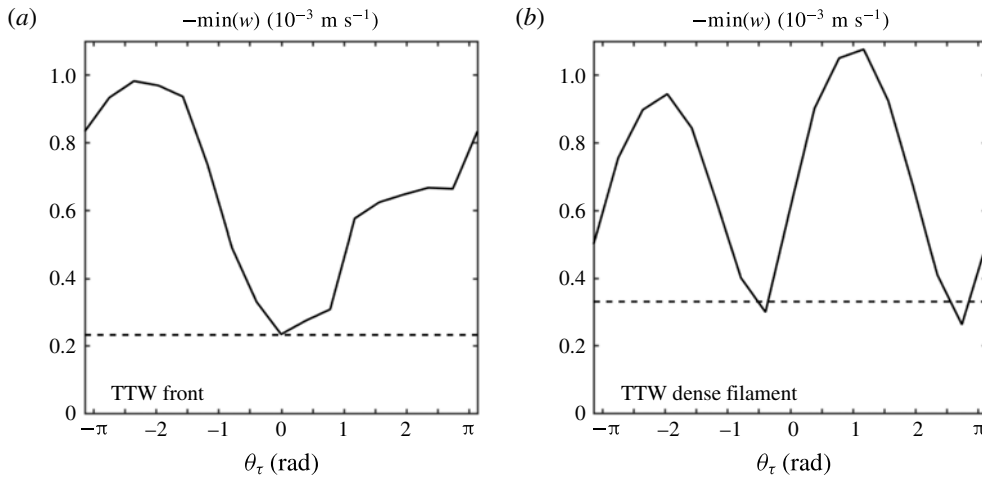 (a) −min(w) (10⁻³ m s⁻¹)
1.0
0.8
0.6
0.4
0.2
0
TTW front
−π −2 −1 0 1 2 π
θτ (rad)
(b) −min(w) (10⁻³ m s⁻¹)
1.0
0.8
0.6
0.4
0.2
0
TTW dense filament
−π −2 −1 0 1 2 π
θτ (rad)